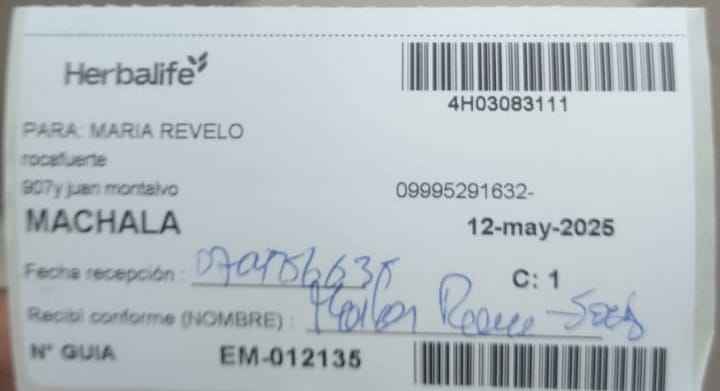 Herbalife
4H03083111
PARA: MARIA REVELO
rocafuerte
907y juan montalvo 09995291632-
MACHALA 12-may-2025
Fecha recepción :
C: 1
Recibi conforme (NOMBRE) :
N° GUIA EM-012135